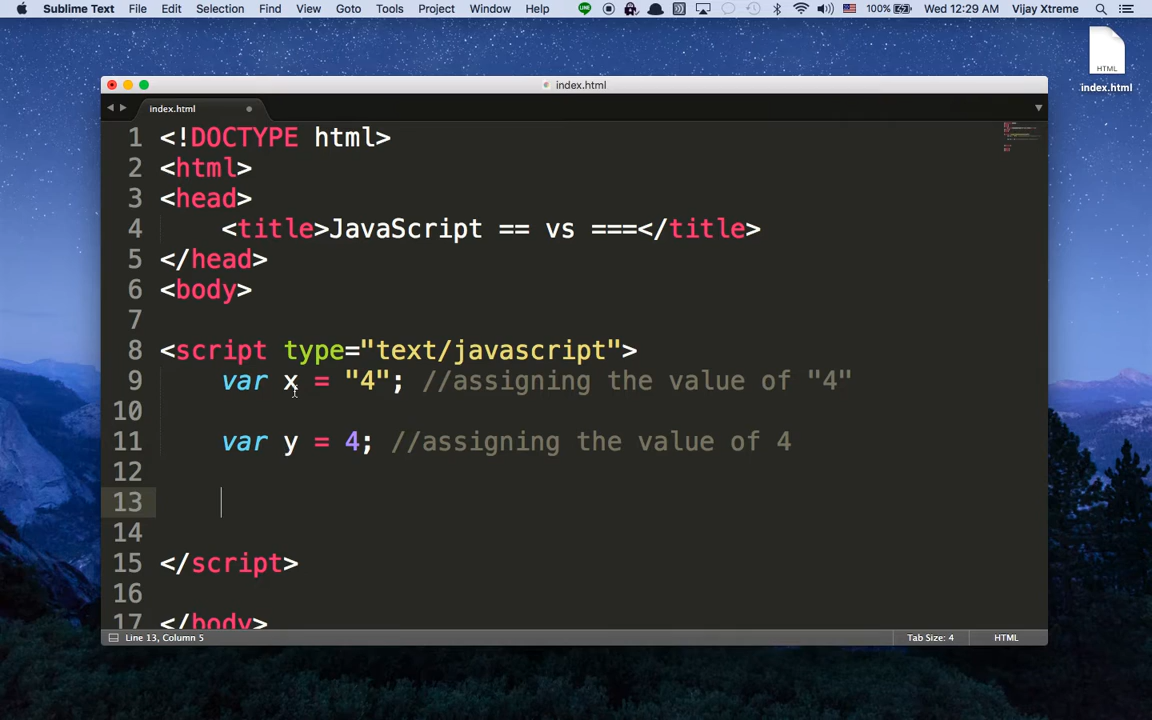 Sublime Text File Edit Selection Find View Goto Tools Project Window Help 100% Wed 12:29 AM Vijay Xtreme
HTML
index.html
index.html
index.html
1 <!DOCTYPE html>
2 <html>
3 <head>
4 <title>JavaScript == vs ===</title>
5 </head>
6 <body>
7
8 <script type="text/javascript">
9 var x = "4"; //assigning the value of "4"
10
11 var y = 4; //assigning the value of 4
12
13
14
15 </script>
16
17 </body>
Line 13, Column 5 Tab Size: 4 HTML